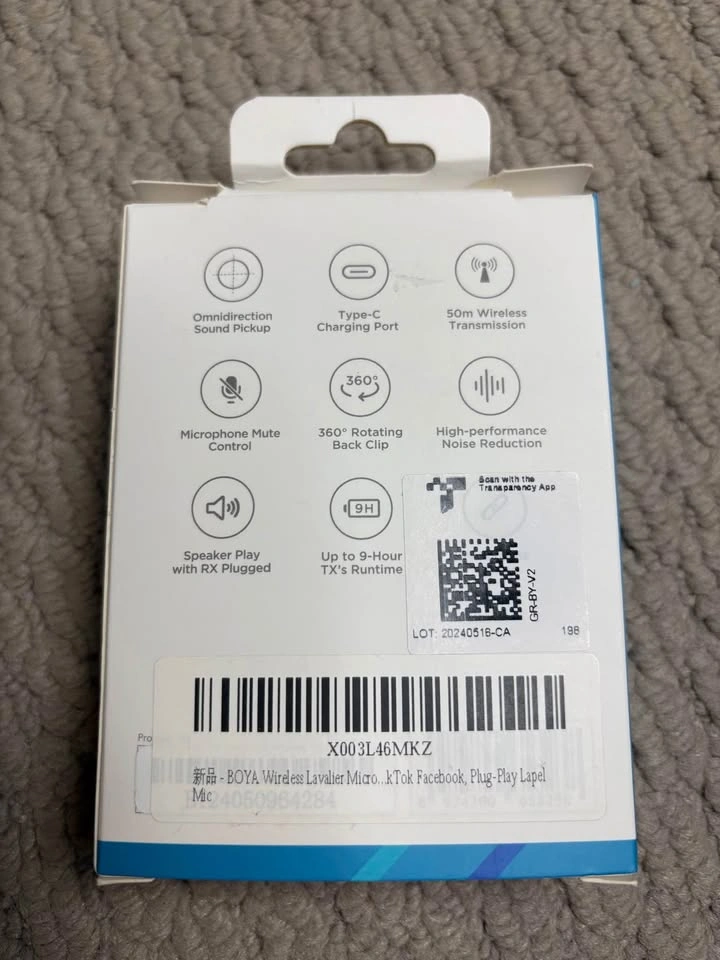 Omnidirection
Sound Pickup
Type-C
Charging Port
50m Wireless
Transmission
Microphone Mute
Control
360°
360° Rotating
Back Clip
High-performance
Noise Reduction
Speaker Play
with RX Plugged
9H
Up to 9-Hour
TX's Runtime
Scan with the
Transparency App
GR-BY-V2
LOT: 20240516-CA 198
X003L46MKZ
Pro
新品 - BOYA Wireless Lavalier Micro...kTok Facebook, Plug-Play Lapel
Mic